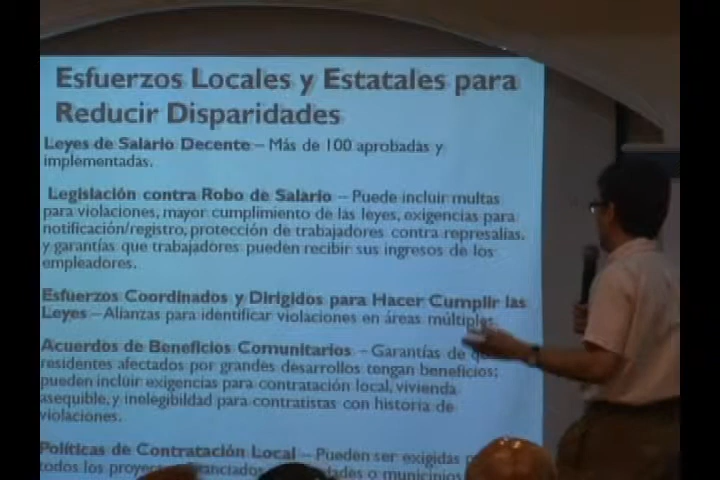 Esfuerzos Locales y Estatales para
Reducir Disparidades
Leyes de Salario Decente – Más de 100 aprobadas y
implementadas.
Legislación contra Robo de Salario – Puede incluir multas
para violaciones, mayor cumplimiento de las leyes, exigencias para
notificación/registro, protección de trabajadores contra represalias.
y garantías que trabajadores pueden recibir sus ingresos de los
empleadores.
Esfuerzos Coordinados y Dirigidos para Hacer Cumplir las
Leyes – Alianzas para identificar violaciones en áreas múltiples
Acuerdos de Beneficios Comunitarios – Garantías de
residentes afectados por grandes desarrollos tengan beneficios;
pueden incluir exigencias para contratación local, vivienda
asequible, y inelegibildad para contratistas con historia de
violaciones.
Políticas de Contratación Local – Pueden ser exigidas
todos los o municipios